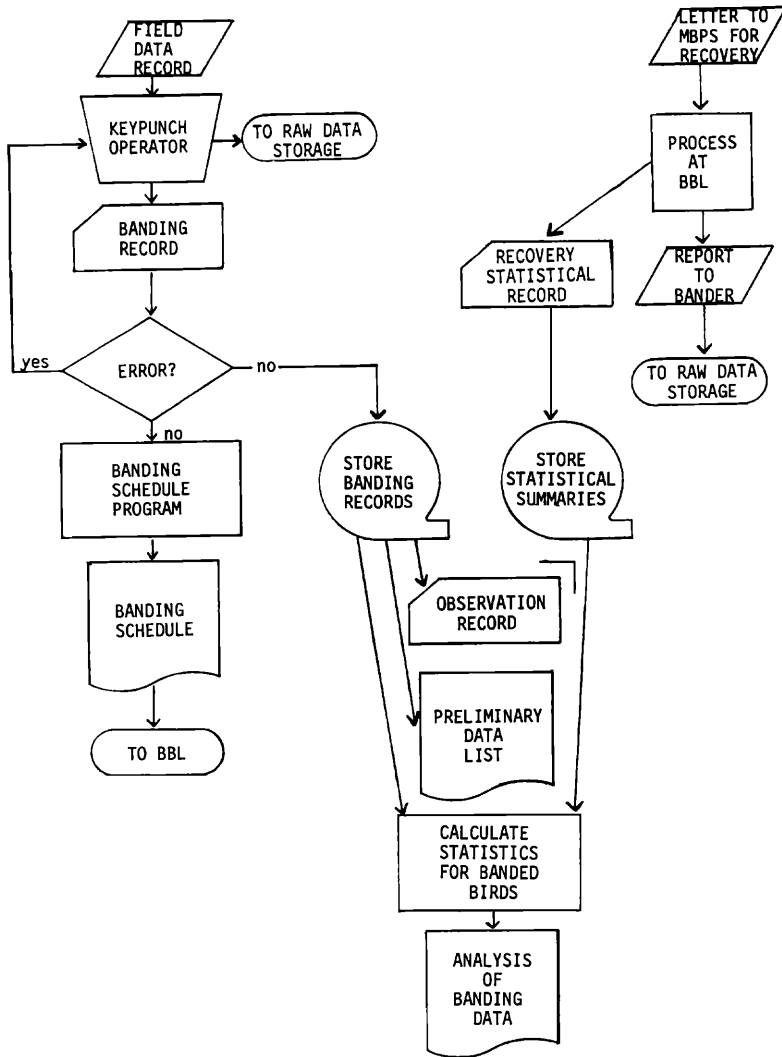 FIELD
DATA
RECORD
KEYPUNCH
OPERATOR
TO RAW DATA
STORAGE
BANDING
RECORD
yes
ERROR?
no
no
BANDING
SCHEDULE
PROGRAM
BANDING
SCHEDULE
TO BBL
LETTER TO
MBPS FOR
RECOVERY
PROCESS
AT
BBL
RECOVERY
STATISTICAL
RECORD
REPORT
TO
BANDER
TO RAW DATA
STORAGE
STORE
BANDING
RECORDS
STORE
STATISTICAL
SUMMARIES
OBSERVATION
RECORD
PRELIMINARY
DATA
LIST
CALCULATE
STATISTICS
FOR BANDED
BIRDS
ANALYSIS
OF
BANDING
DATA